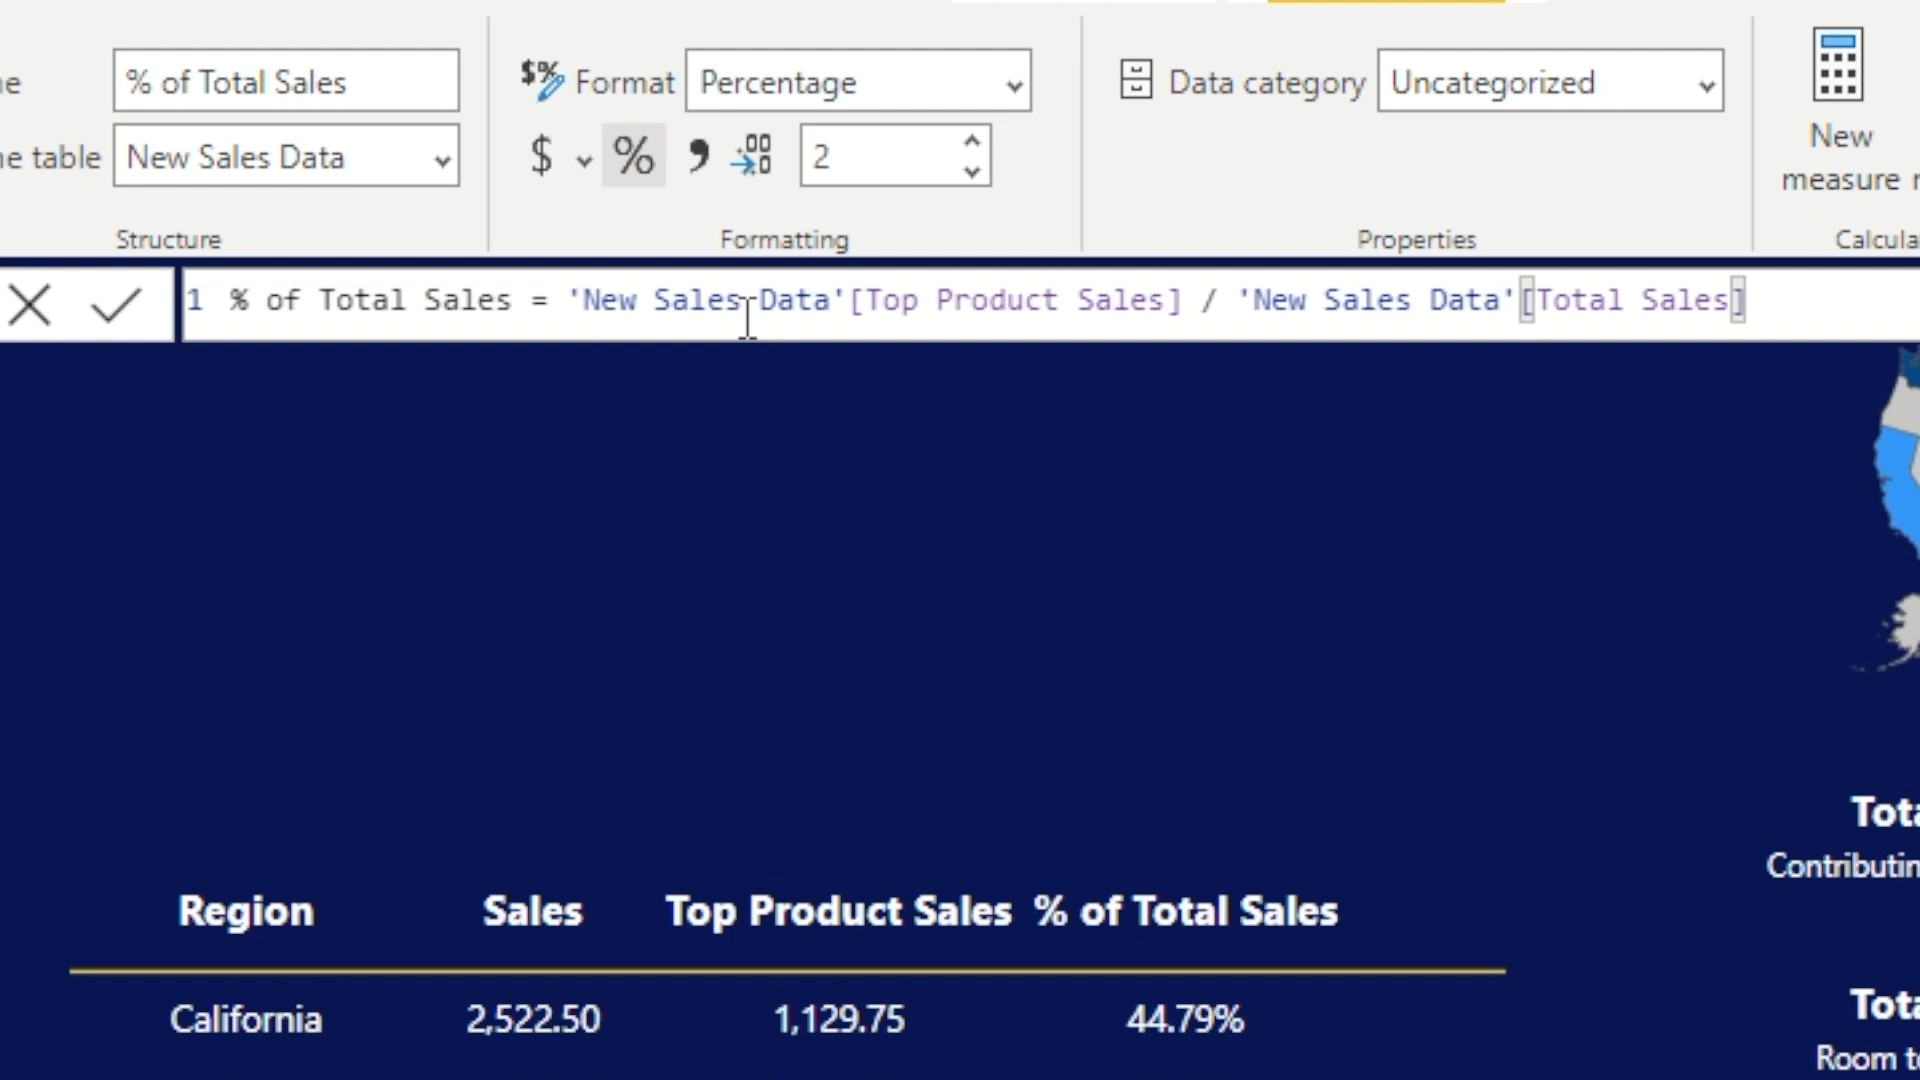 % of Total Sales
Format
Percentage
Data category
Uncategorized
New
measure
table
New Sales Data
$
%
2
Structure
Formatting
Properties
1 % of Total Sales = 'New Sales Data'[Top Product Sales] / 'New Sales Data'[Total Sales]
Region Sales Top Product Sales % of Total Sales
California 2,522.50 1,129.75 44.79%